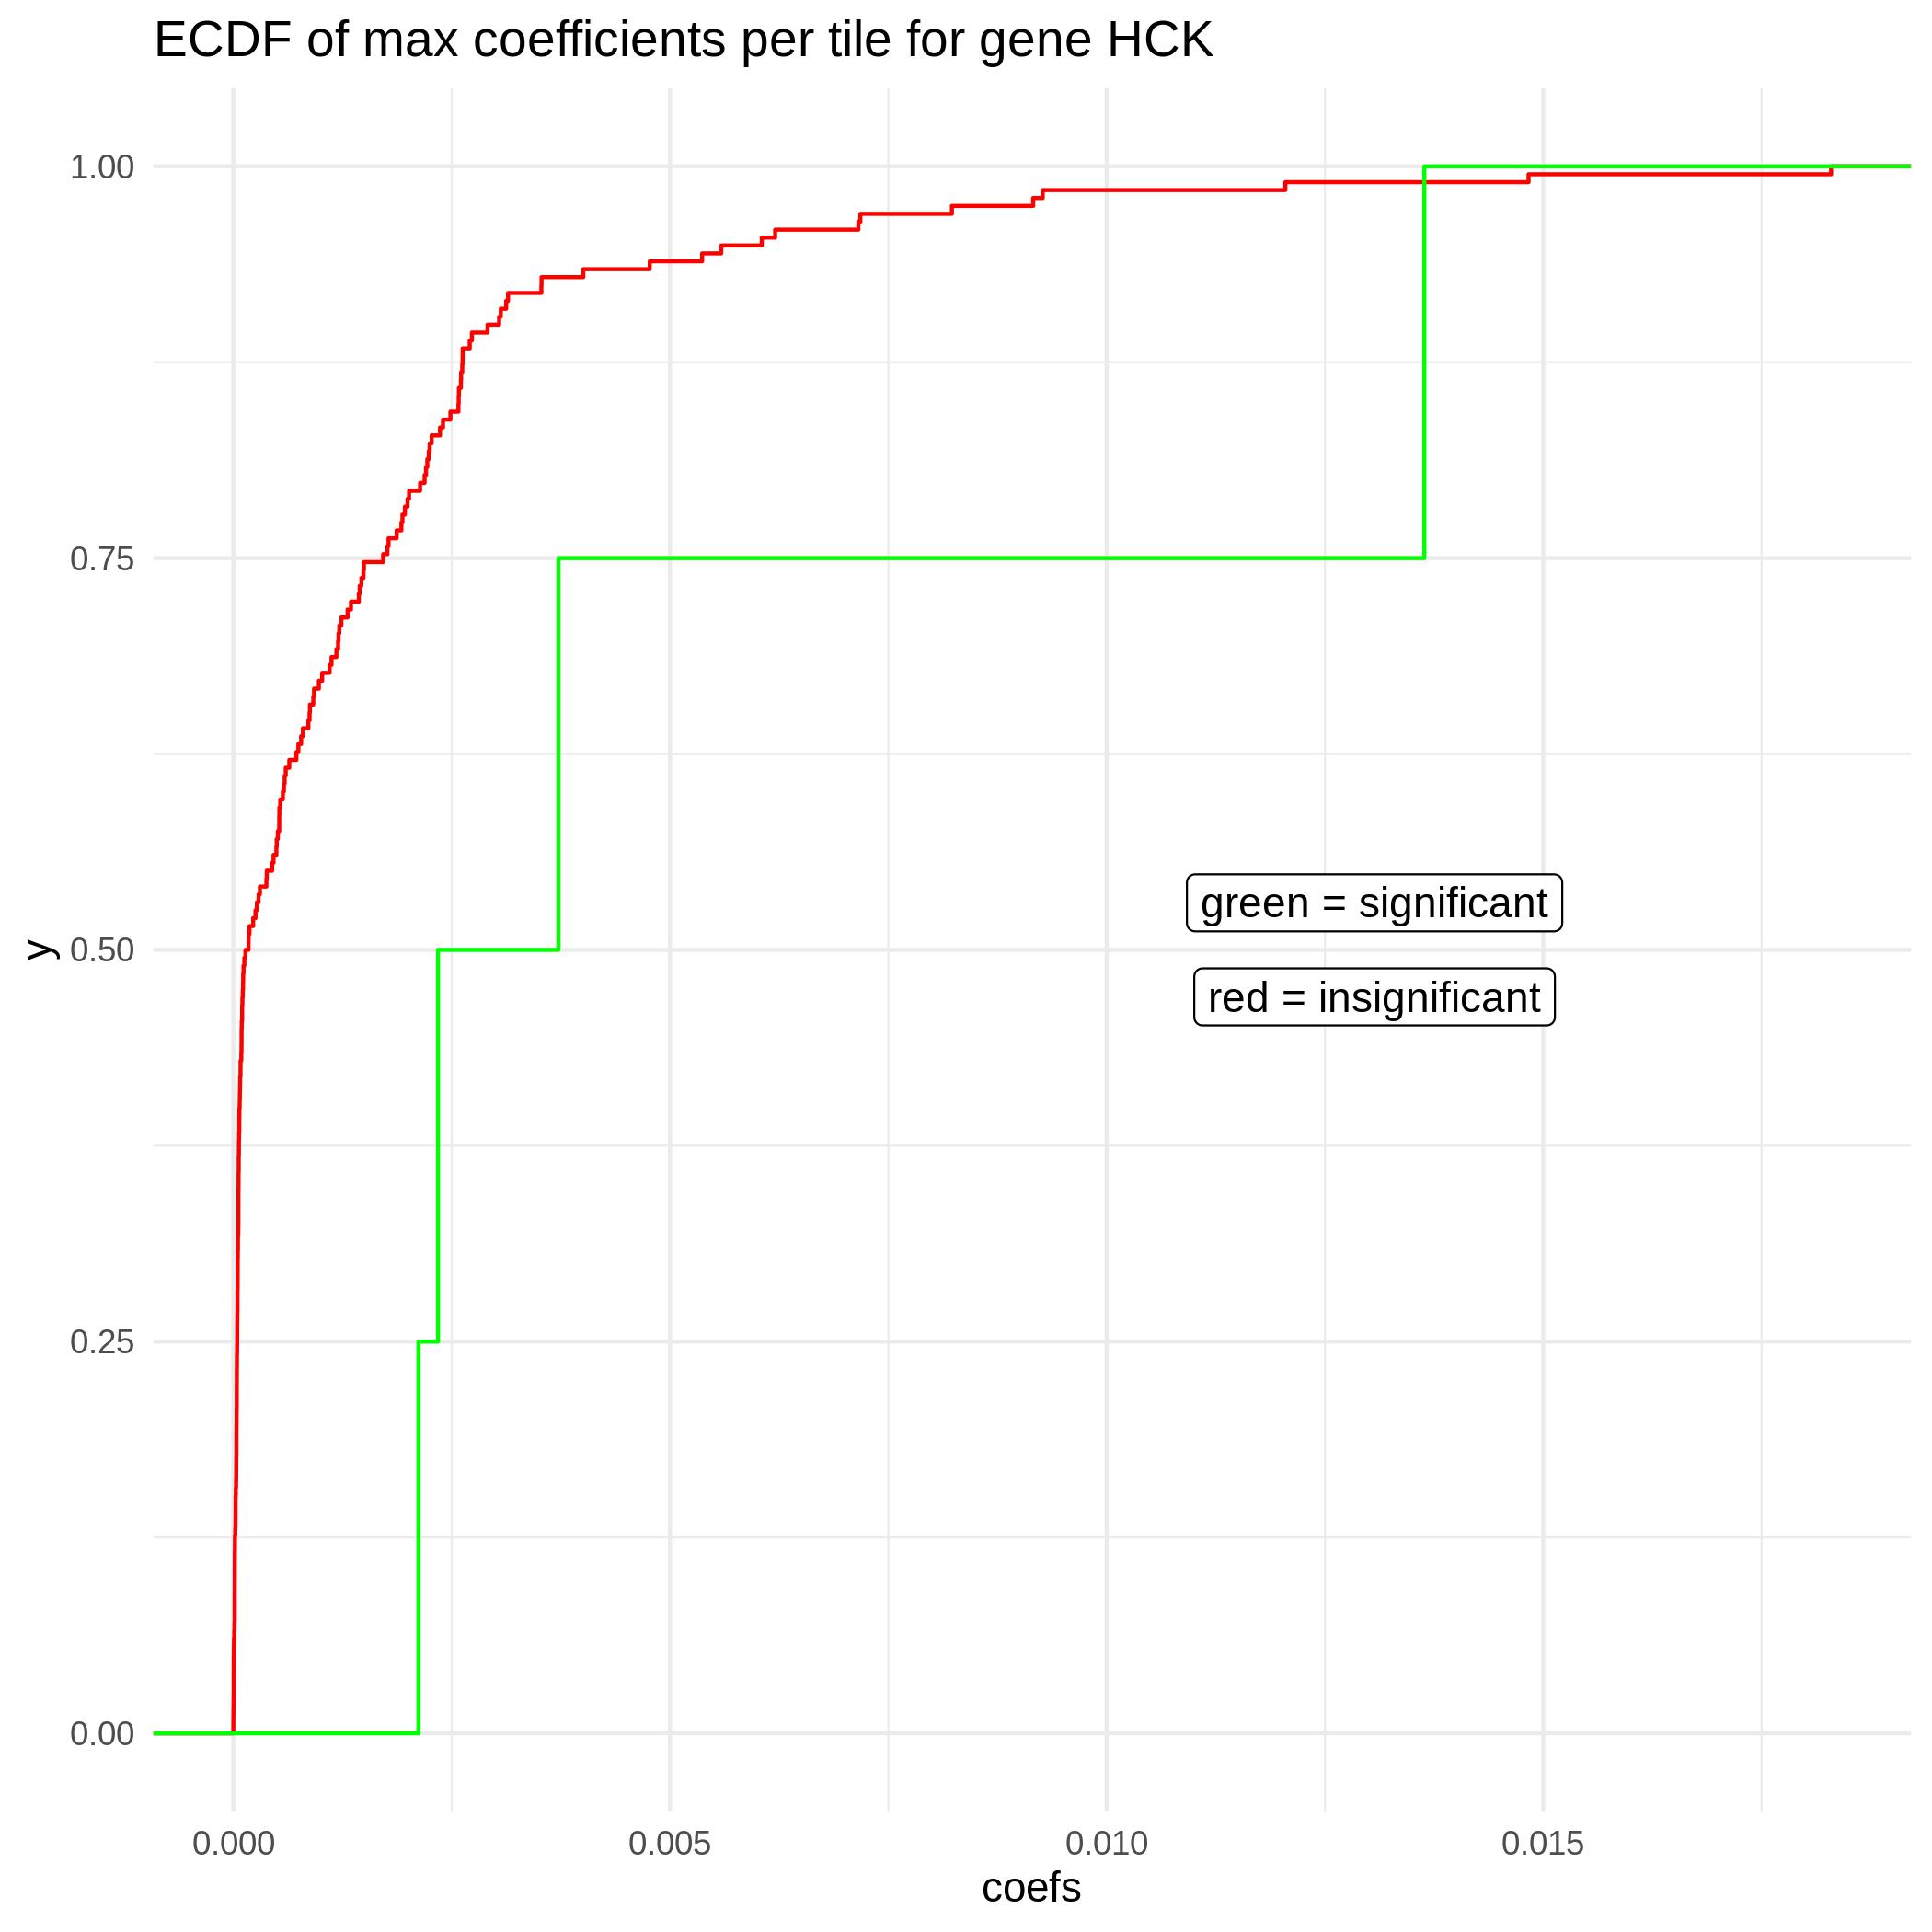 ECDF of max coefficients per tile for gene HCK
1.00
0.75
0.50
0.25
0.00
y
green = significant
red = insignificant
0.000 0.005 0.010 0.015
coefs